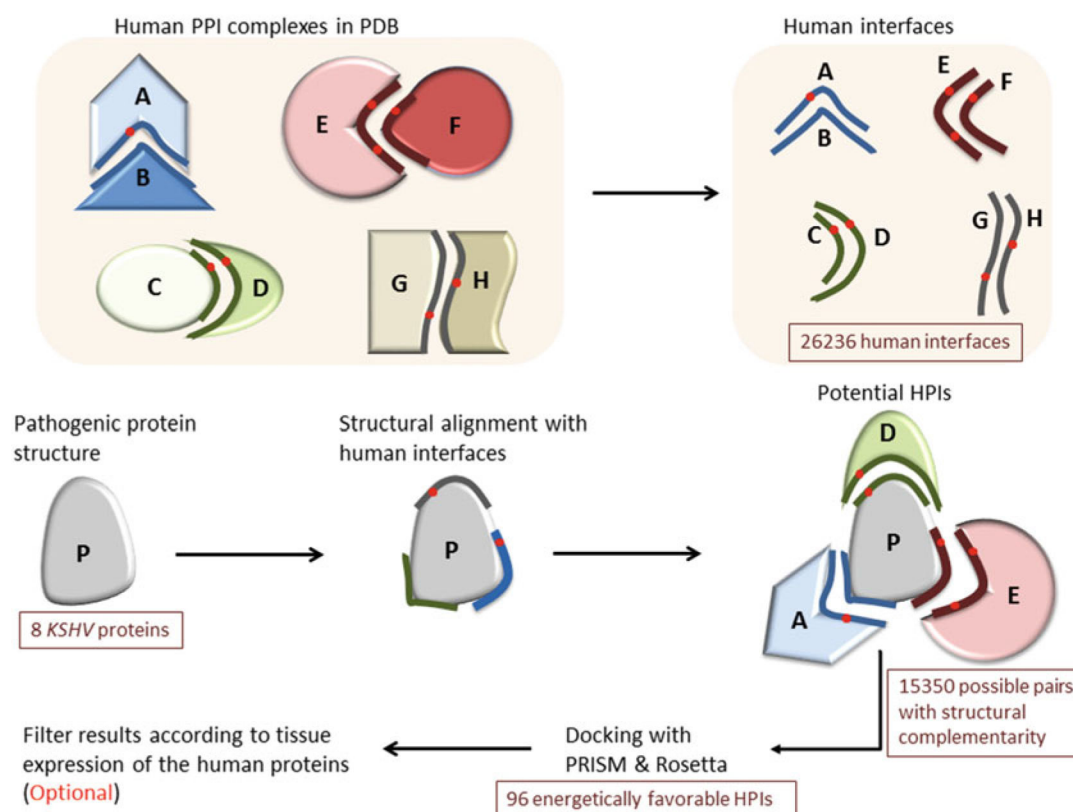 Human PPI complexes in PDB
A
B
E
F
C
D
G
H
Human interfaces
A
B
E
F
C
D
G
H
26236 human interfaces
Pathogenic protein
structure
P
8 KSHV proteins
Structural alignment with
human interfaces
P
Potential HPIs
D
P
A
E
15350 possible pairs
with structural
complementarity
Docking with
PRISM & Rosetta
96 energetically favorable HPIs
Filter results according to tissue
expression of the human proteins
(Optional)